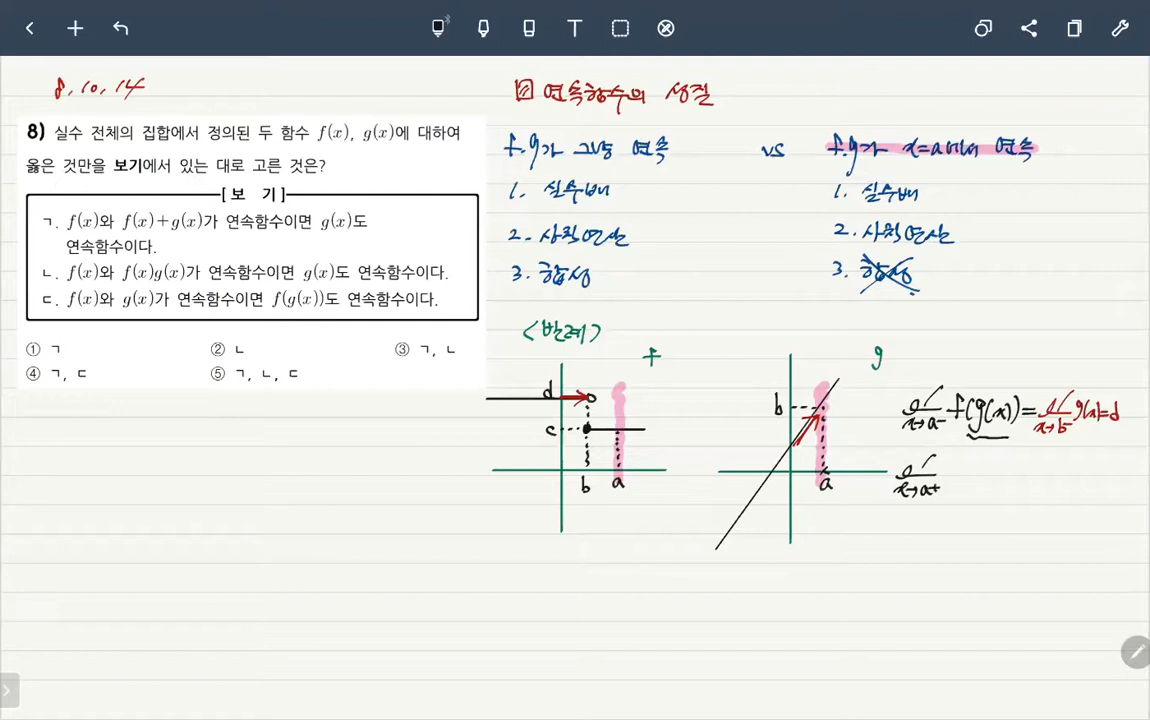 8, 10, 14
8) 실수 전체의 집합에서 정의된 두 함수 f(x), g(x)에 대하여
옳은 것만을 보기에서 있는 대로 고른 것은?
[보 기]
ㄱ. f(x)와 f(x)+g(x)가 연속함수이면 g(x)도
연속함수이다.
ㄴ. f(x)와 f(x)g(x)가 연속함수이면 g(x)도 연속함수이다.
ㄷ. f(x)와 g(x)가 연속함수이면 f(g(x))도 연속함수이다.
① ㄱ ② ㄴ ③ ㄱ, ㄴ
④ ㄱ, ㄷ ⑤ ㄱ, ㄴ, ㄷ
연속함수의 성질
f, g가 그냥 연속 vs f, g가 x=a에서 연속
1. 실수배
2. 사칙연산
3. 합성
1. 실수배
2. 사칙연산
3. 합성
<반례>
f
d
c
b a
g
b
a
x→a- f(g(x)) = x→b- g(x)=d
x→a+